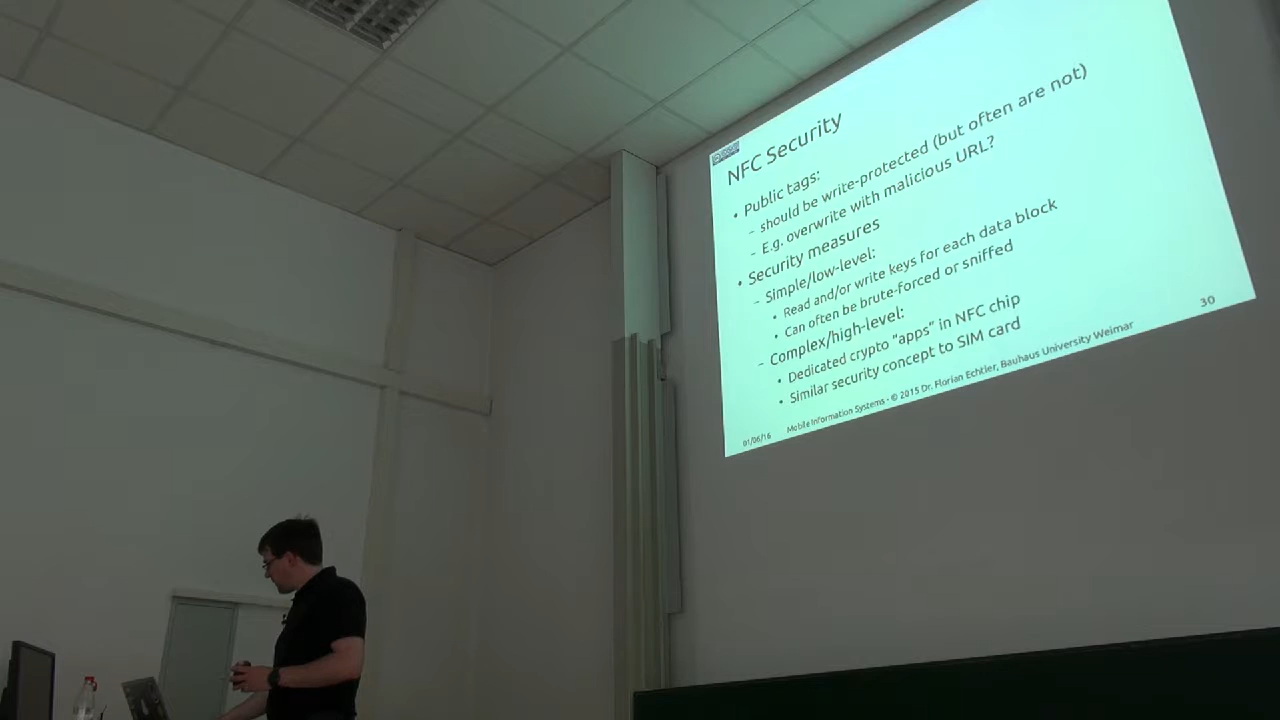 NFC Security
• Public tags:
– should be write-protected (but often are not)
– E.g. overwrite with malicious URL?
• Security measures
– Simple/low-level:
• Read and/or write keys for each data block
• Can often be brute-forced or sniffed
– Complex/high-level:
• Dedicated crypto "apps" in NFC chip
• Similar security concept to SIM card
01/06/16 Mobile Information Systems - © 2015 Dr. Florian Echtler, Bauhaus University Weimar 30